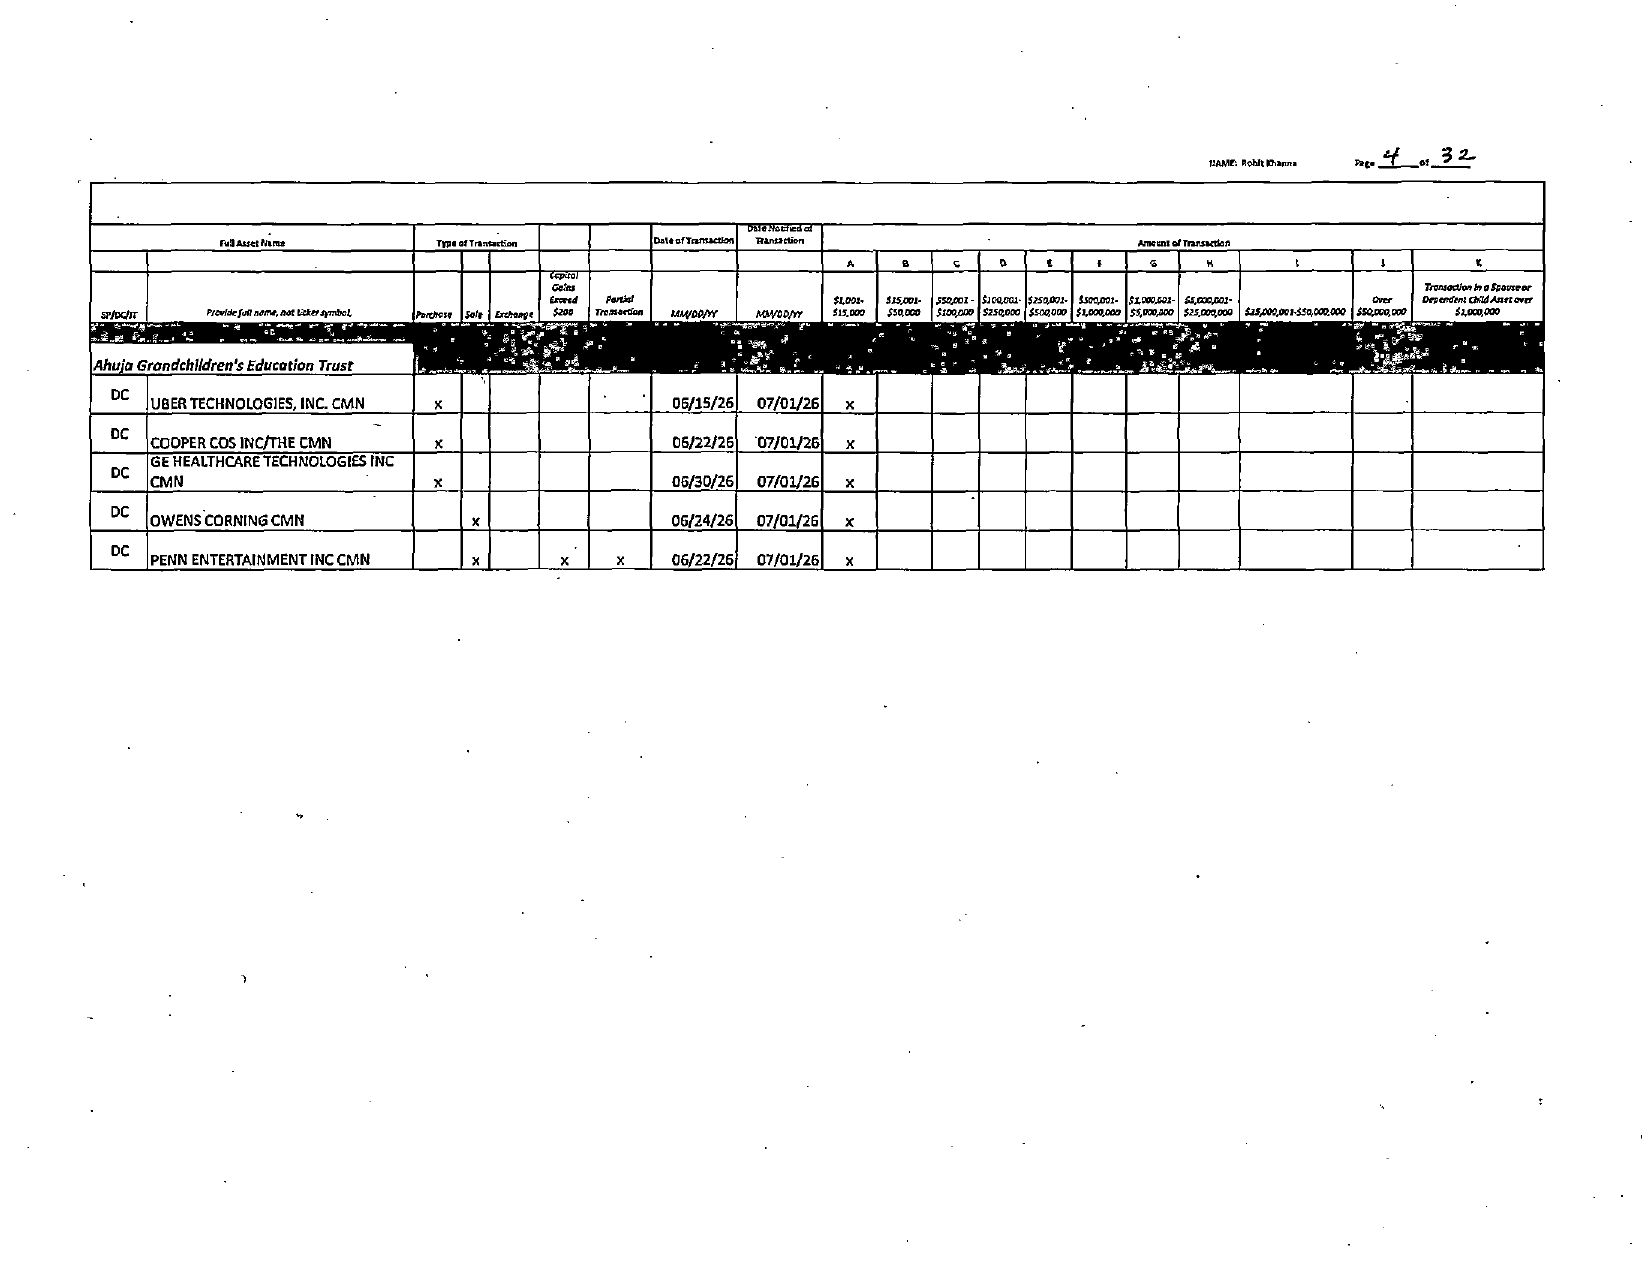 NAME: Rohit Khanna Page 4 of 32
Full Asset Name Type of Transaction Date of Transaction Date Notified of Transaction Amount of Transaction
A B C D E F G H I J K
SP/DC/JT Provide full name, not ticker symbol. Purchase Sale Exchange Capital Gains Exceed $200 Partial Transaction MM/DD/YY MM/DD/YY $1,001-$15,000 $15,001-$50,000 $50,001-$100,000 $100,001-$250,000 $250,001-$500,000 $500,001-$1,000,000 $1,000,001-$5,000,000 $5,000,001-$25,000,000 $25,000,001-$50,000,000 Over $50,000,000 Transaction in a Spouse or Dependent Child Asset over $1,000,000
Ahuja Grandchildren's Education Trust
DC UBER TECHNOLOGIES, INC. CMN x 06/15/26 07/01/26 x
DC COOPER COS INC/THE CMN x 06/22/26 07/01/26 x
DC GE HEALTHCARE TECHNOLOGIES INC
CMN x 06/30/26 07/01/26 x
DC OWENS CORNING CMN x 06/24/26 07/01/26 x
DC PENN ENTERTAINMENT INC CMN x x x 06/22/26 07/01/26 x